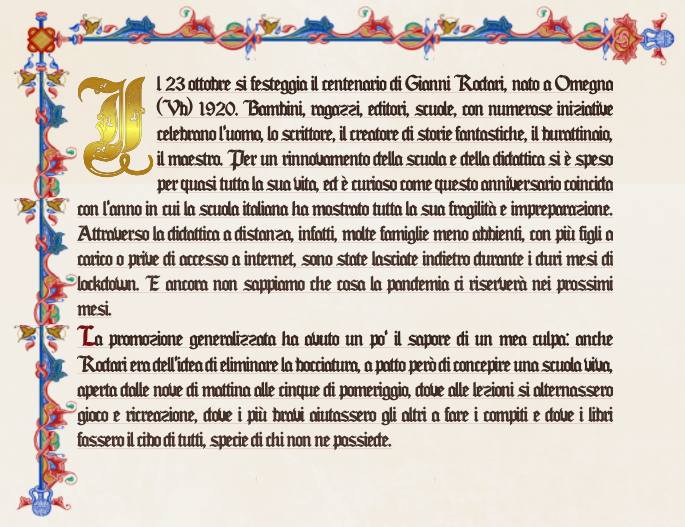 Il 23 ottobre si festeggia il centenario di Gianni Rodari, nato a Omegna
(Vb) 1920. Bambini, ragazzi, editori, scuole, con numerose iniziative
celebrano l'uomo, lo scrittore, il creatore di storie fantastiche, il burattinaio,
il maestro. Per un rinnovamento della scuola e della didattica si è speso
per quasi tutta la sua vita, ed è curioso come questo anniversario coincida
con l'anno in cui la scuola italiana ha mostrato tutta la sua fragilità e impreparazione.
Attraverso la didattica a distanza, infatti, molte famiglie meno abbienti, con più figli a
carico o prive di accesso a internet, sono state lasciate indietro durante i duri mesi di
lockdown. E ancora non sappiamo che cosa la pandemia ci riserverà nei prossimi
mesi.
La promozione generalizzata ha avuto un po' il sapore di un mea culpa: anche
Rodari era dell'idea di eliminare la bocciatura, a patto però di concepire una scuola viva,
aperta dalle nove di mattina alle cinque di pomeriggio, dove alle lezioni si alternassero
gioco e ricreazione, dove i più bravi aiutassero gli altri a fare i compiti e dove i libri
fossero il cibo di tutti, specie di chi non ne possiede.